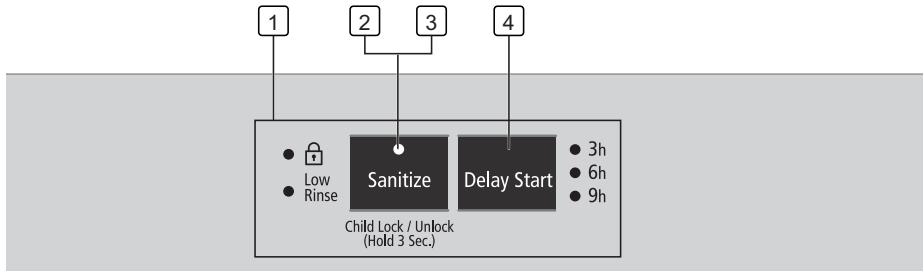 1
2
3
4
Low
Rinse
Sanitize
Delay Start
3h
6h
9h
Child Lock / Unlock
(Hold 3 Sec.)